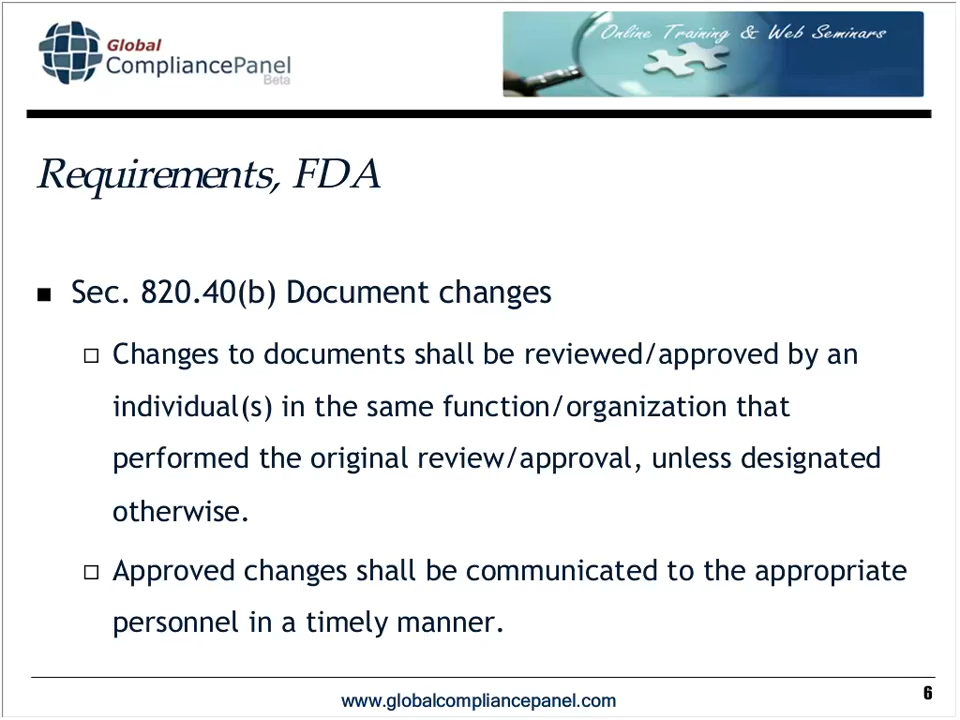 Global
CompliancePanel
Beta
Online Training & Web Seminars
Requirements, FDA
Sec. 820.40(b) Document changes
Changes to documents shall be reviewed/approved by an
individual(s) in the same function/organization that
performed the original review/approval, unless designated
otherwise.
Approved changes shall be communicated to the appropriate
personnel in a timely manner.
www.globalcompliancepanel.com
6